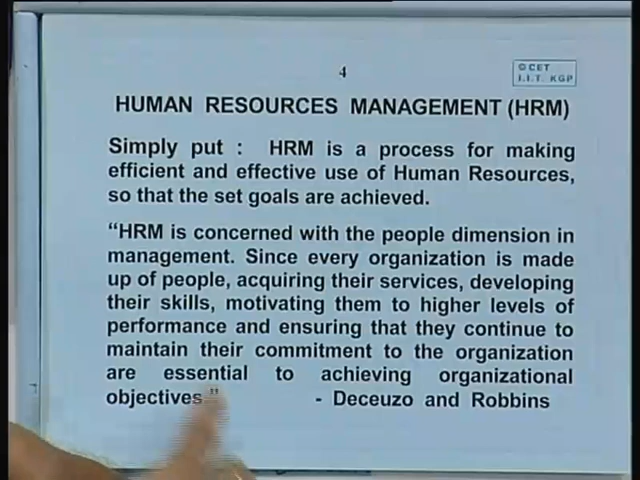 4
©CET
I.I.T. KGP
HUMAN RESOURCES MANAGEMENT (HRM)
Simply put : HRM is a process for making
efficient and effective use of Human Resources,
so that the set goals are achieved.
“HRM is concerned with the people dimension in
management. Since every organization is made
up of people, acquiring their services, developing
their skills, motivating them to higher levels of
performance and ensuring that they continue to
maintain their commitment to the organization
are essential to achieving organizational
objectives” - Deceuzo and Robbins